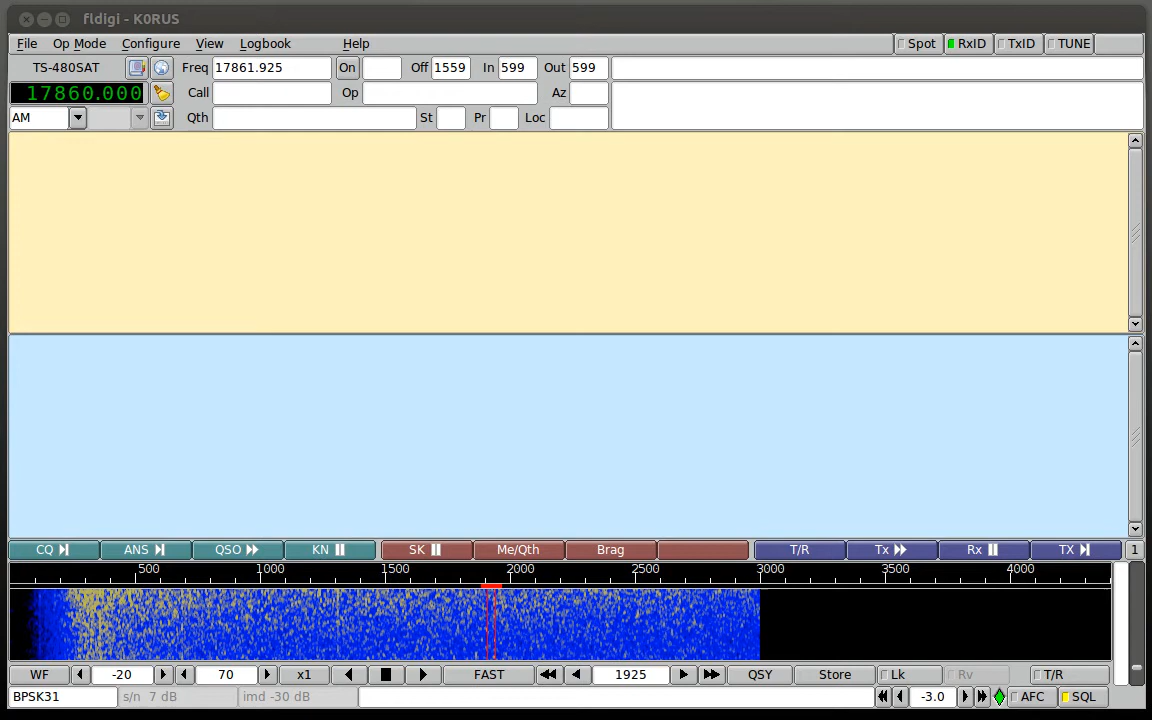 fldigi - K0RUS
File Op Mode Configure View Logbook Help Spot RxID TxID TUNE
TS-480SAT Freq 17861.925 On Off 1559 In 599 Out 599
17860.000 Call Op Az
AM Qth St Pr Loc
CQ ANS QSO KN SK Me/Qth Brag T/R Tx Rx TX 1
500 1000 1500 2000 2500 3000 3500 4000
WF -20 70 x1 FAST 1925 QSY Store Lk Rv T/R
BPSK31 s/n 7 dB imd -30 dB -3.0 AFC SQL